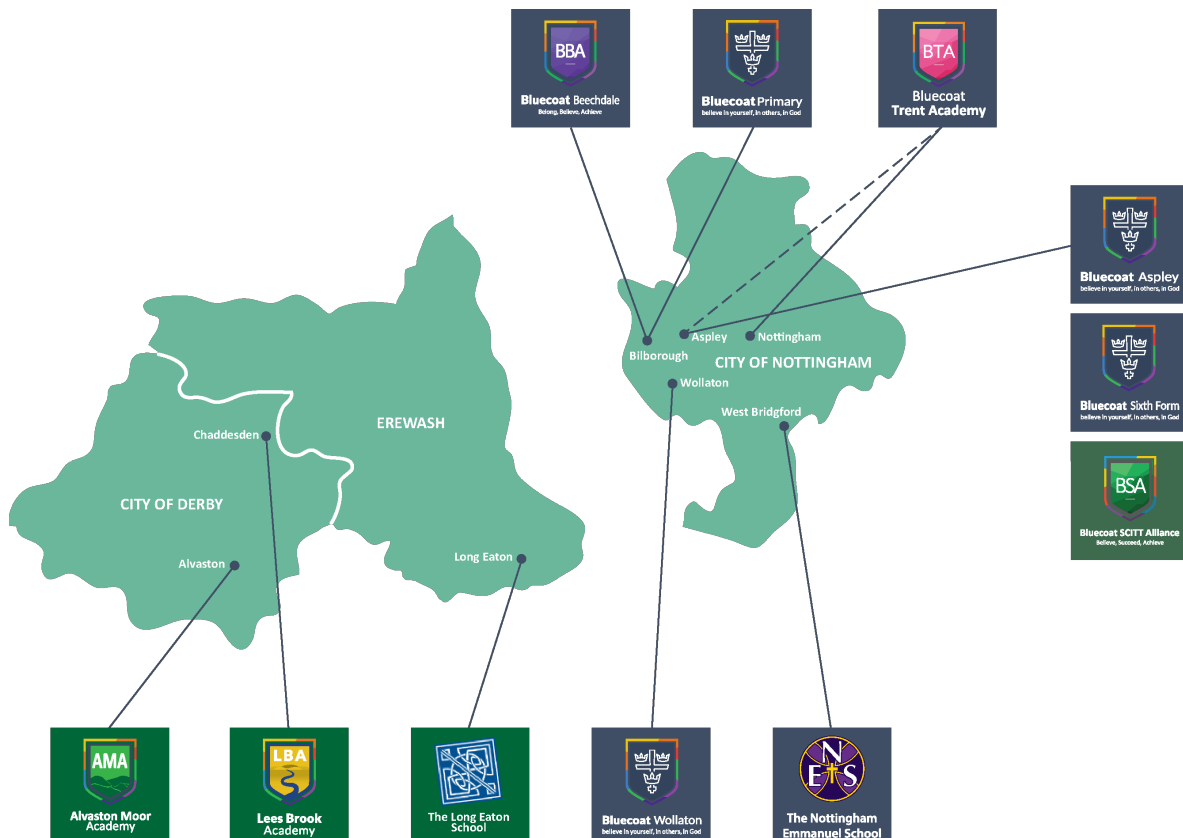 BBA
Bluecoat Beechdale
Belong, Believe, Achieve
Bluecoat Primary
believe in yourself, in others, in God
BTA
Bluecoat
Trent Academy
Bluecoat Aspley
believe in yourself, in others, in God
Aspley
Nottingham
Bilborough
CITY OF NOTTINGHAM
Wollaton
Bluecoat Sixth Form
believe in yourself, in others, in God
West Bridgford
EREWASH
Chaddesden
BSA
Bluecoat SCITT Alliance
Believe, Succeed, Achieve
CITY OF DERBY
Long Eaton
Alvaston
AMA
Alvaston Moor
Academy
LBA
Lees Brook
Academy
The Long Eaton
School
Bluecoat Wollaton
believe in yourself, in others, in God
N
E S
The Nottingham
Emmanuel School